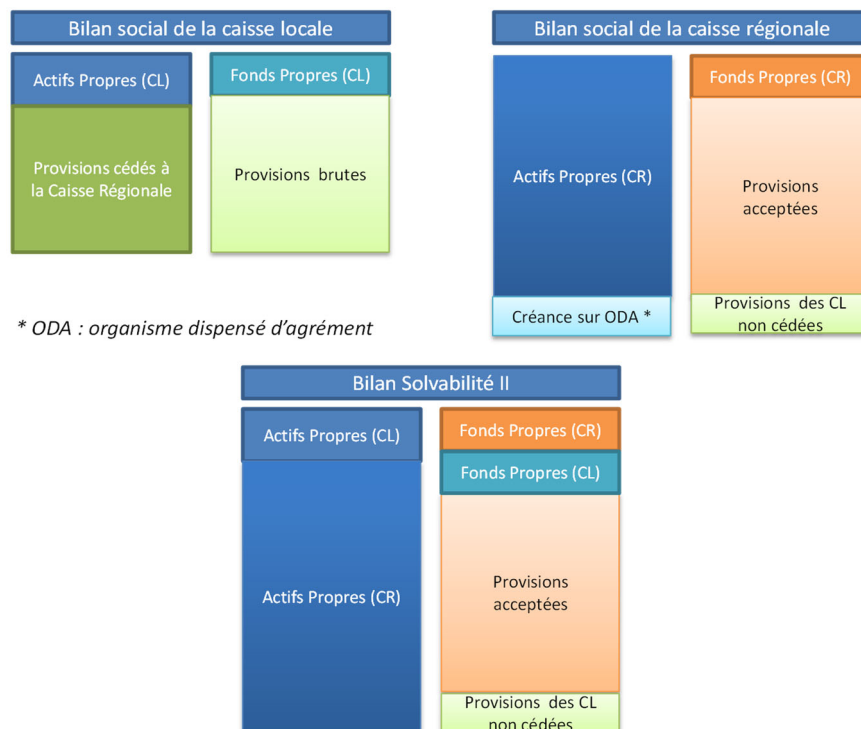 Bilan social de la caisse locale
Actifs Propres (CL)
Fonds Propres (CL)
Provisions cédés à
la Caisse Régionale
Provisions brutes
Bilan social de la caisse régionale
Actifs Propres (CR)
Fonds Propres (CR)
Provisions
acceptées
Créance sur ODA *
Provisions des CL
non cédées
* ODA : organisme dispensé d'agrément
Bilan Solvabilité II
Actifs Propres (CL)
Fonds Propres (CR)
Fonds Propres (CL)
Actifs Propres (CR)
Provisions
acceptées
Provisions des CL
non cédées